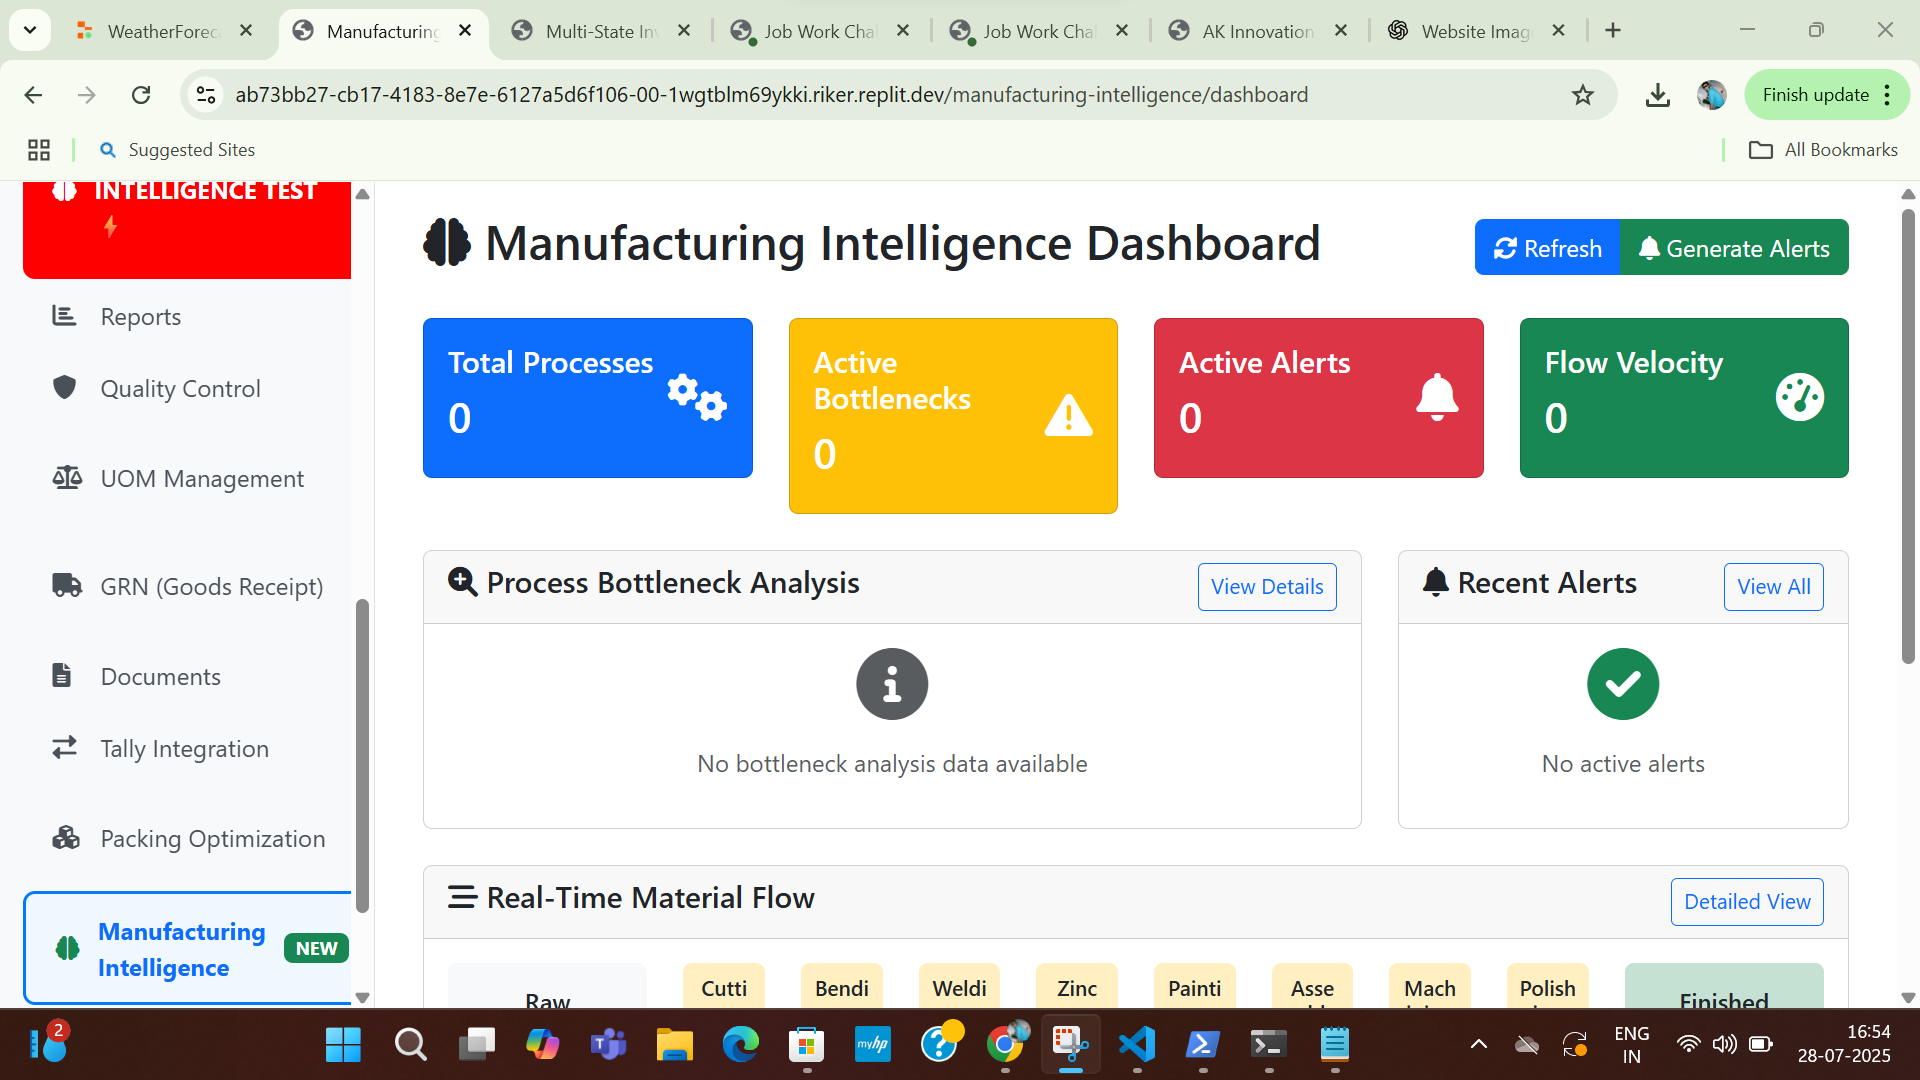 WeatherForec
Manufacturing
Multi-State Inv
Job Work Chal
Job Work Chal
AK Innovation
Website Imag
ab73bb27-cb17-4183-8e7e-6127a5d6f106-00-1wgtblm69ykki.riker.replit.dev/manufacturing-intelligence/dashboard
Finish update
Suggested Sites
All Bookmarks
INTELLIGENCE TEST
Reports
Quality Control
UOM Management
GRN (Goods Receipt)
Documents
Tally Integration
Packing Optimization
Manufacturing
Intelligence
NEW
Manufacturing Intelligence Dashboard
Refresh
Generate Alerts
Total Processes
0
Active
Bottlenecks
0
Active Alerts
0
Flow Velocity
0
Process Bottleneck Analysis
View Details
No bottleneck analysis data available
Recent Alerts
View All
No active alerts
Real-Time Material Flow
Detailed View
Raw
Cutti
Bendi
Weldi
Zinc
Painti
Asse
Mach
Polish
Finished
2
myhp
ENG
IN
16:54
28-07-2025